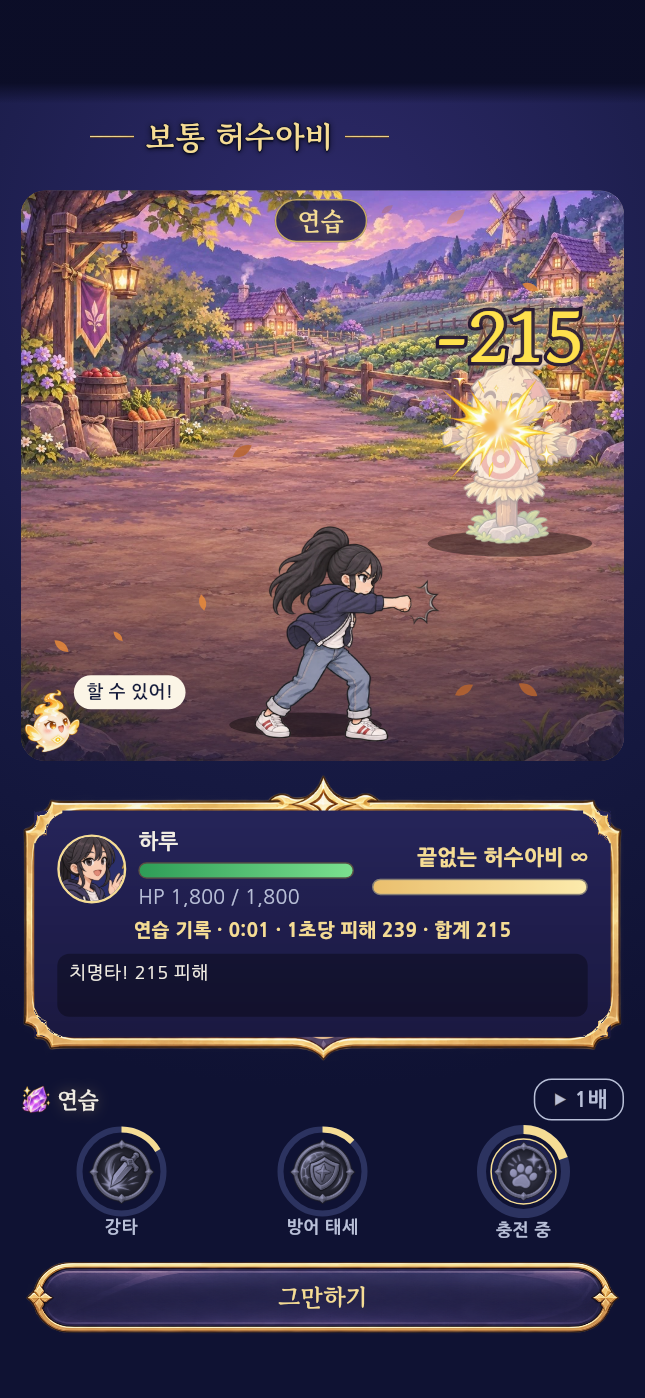 보통 허수아비
연습
-215
할 수 있어!
하루
HP 1,800 / 1,800
끝없는 허수아비 ∞
연습 기록 · 0:01 · 1초당 피해 239 · 합계 215
치명타! 215 피해
연습
▶ 1배
강타
방어 태세
충전 중
그만하기